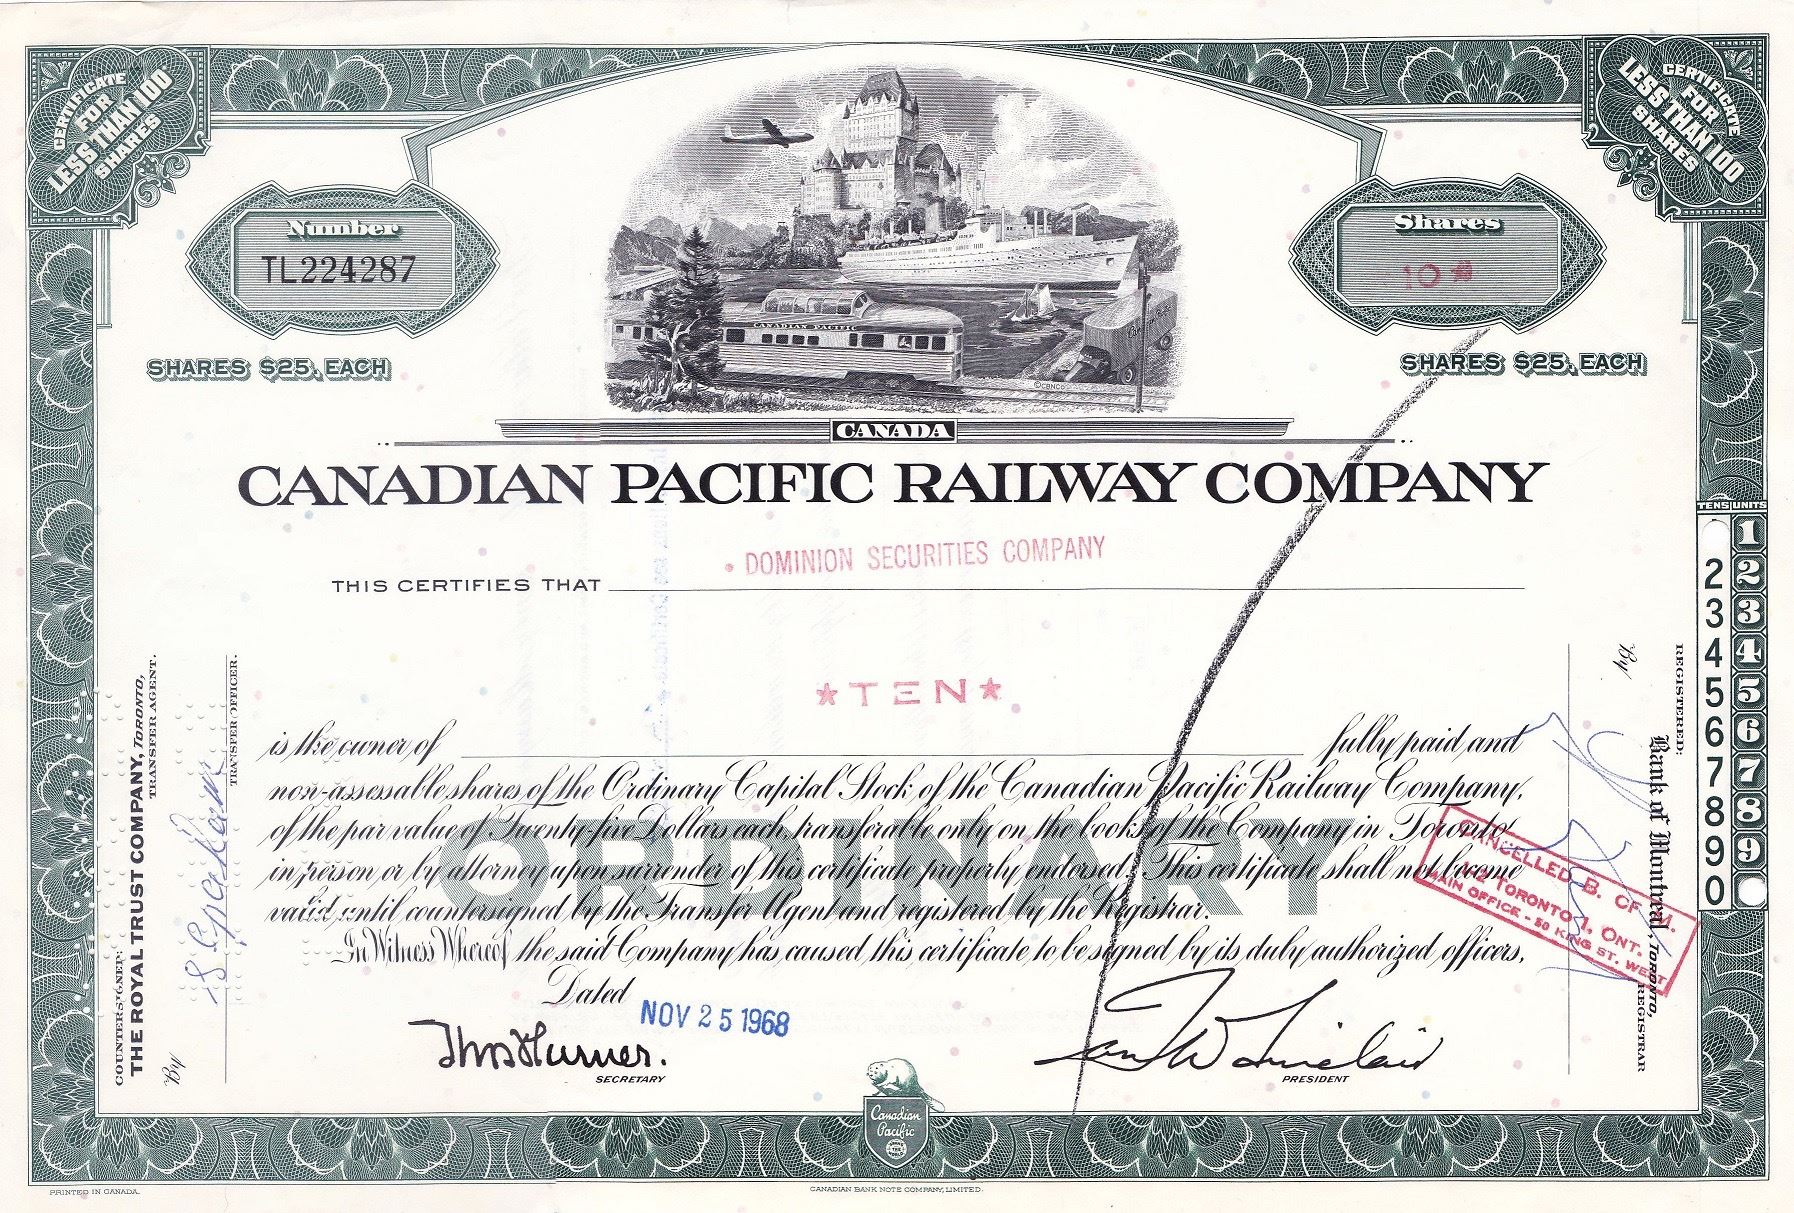 CERTIFICATE
FOR
LESS THAN 100
SHARES
CERTIFICATE
FOR
LESS THAN 100
SHARES
Number
TL224287
Shares
10
SHARES $25. EACH
SHARES $25. EACH
CANADIAN PACIFIC
©CBNCo
CANADA
CANADIAN PACIFIC RAILWAY COMPANY
DOMINION SECURITIES COMPANY
THIS CERTIFIES THAT
★TEN★
is the owner of fully paid and
non-assessable shares of the Ordinary Capital Stock of the Canadian Pacific Railway Company,
of the par value of Twenty-five Dollars each, transferable only on the books of the Company in Toronto
in person or by attorney upon surrender of this certificate properly endorsed. This certificate shall not become
valid until countersigned by the Transfer Agent and registered by the Registrar.
In Witness Whereof the said Company has caused this certificate to be signed by its duly authorized officers.
ORDINARY
Dated NOV 25 1968
SECRETARY
PRESIDENT
COUNTERSIGNED:
THE ROYAL TRUST COMPANY, TORONTO,
TRANSFER AGENT.
By
TRANSFER OFFICER.
REGISTERED:
Bank of Montreal, TORONTO,
REGISTRAR
By
CANCELLED B. OF M.
TORONTO 1, ONT.
MAIN OFFICE - 50 KING ST. WEST
TENS UNITS
1
2 2
3 3
4 4
5 5
6 6
7 7
8 8
9 9
0
Canadian
Pacific
PRINTED IN CANADA.
CANADIAN BANK NOTE COMPANY, LIMITED.